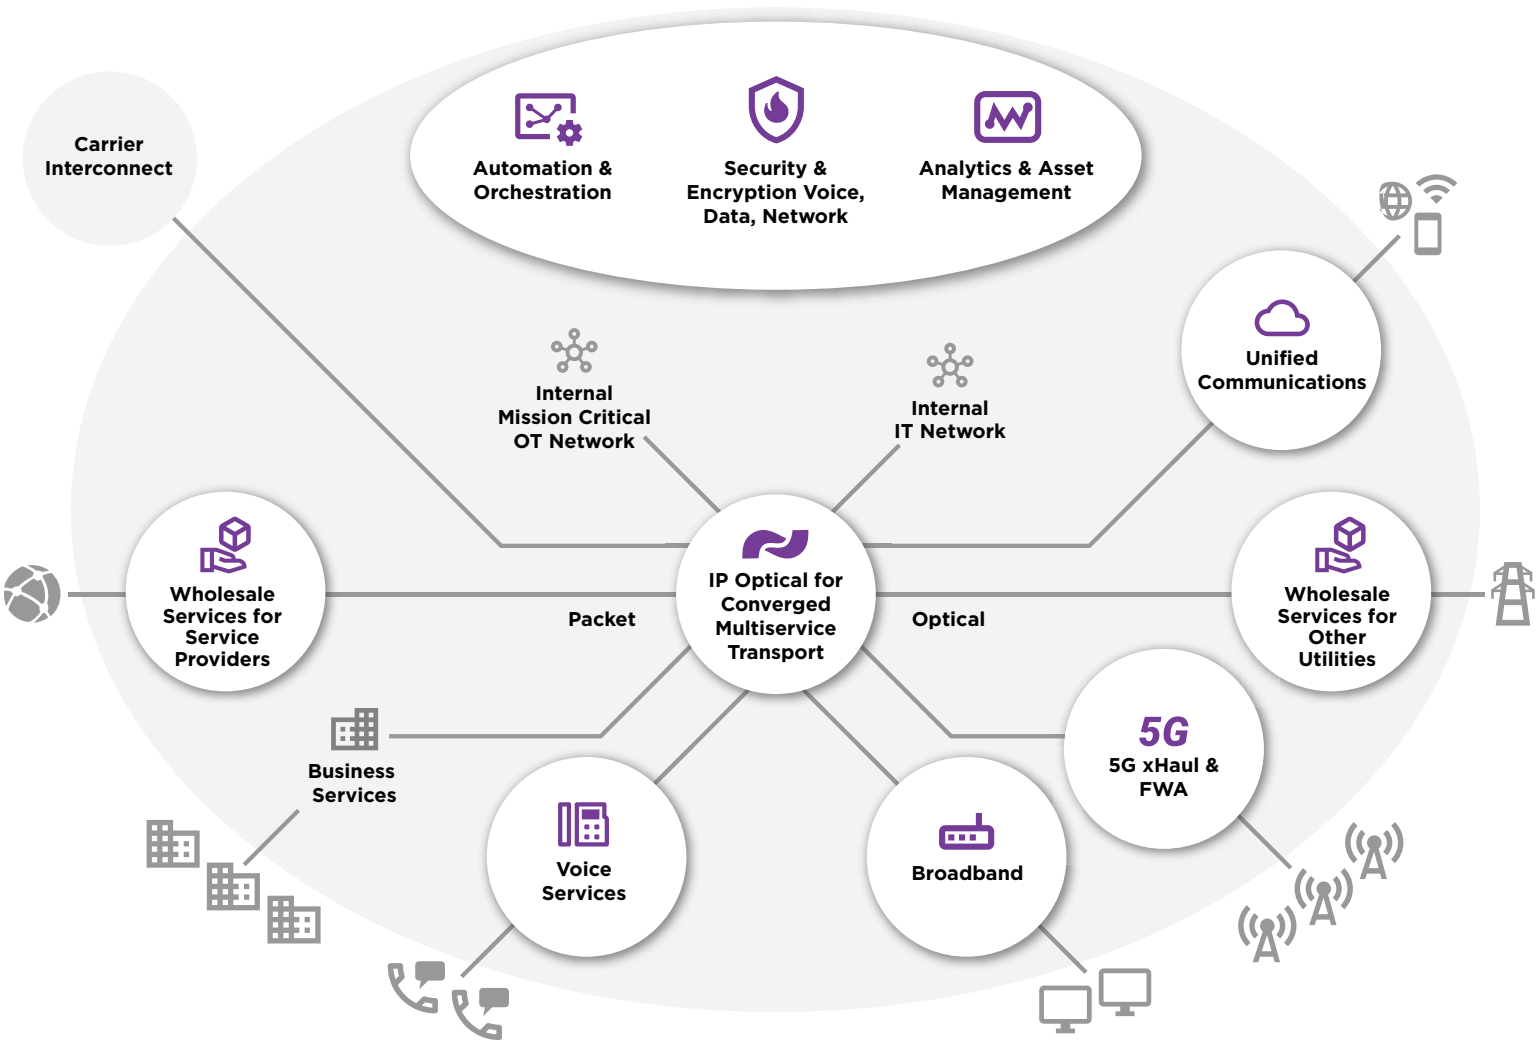 Carrier
Interconnect
Automation &
Orchestration
Security &
Encryption Voice,
Data, Network
Analytics & Asset
Management
Internal
Mission Critical
OT Network
Internal
IT Network
Unified
Communications
Wholesale
Services for
Service
Providers
Packet
IP Optical for
Converged
Multiservice
Transport
Optical
Wholesale
Services for
Other
Utilities
Business
Services
Voice
Services
Broadband
5G
5G xHaul &
FWA